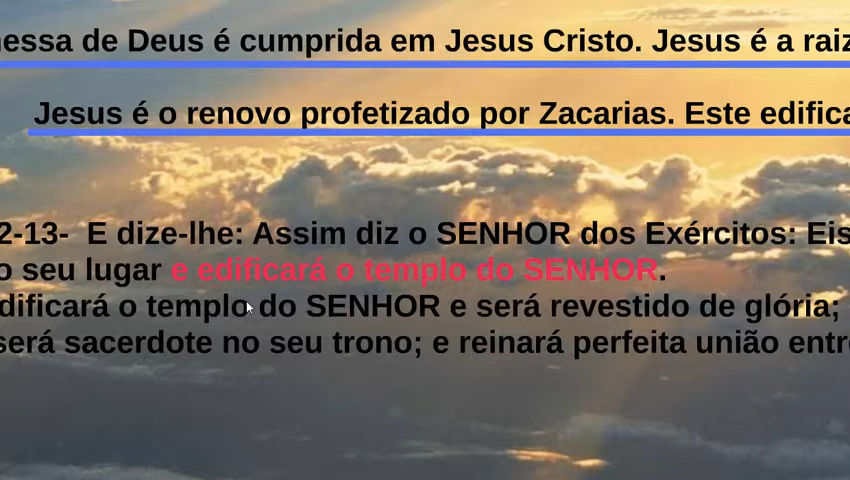 essa de Deus é cumprida em Jesus Cristo. Jesus é a raiz
Jesus é o renovo profetizado por Zacarias. Este edifica
2-13- E dize-lhe: Assim diz o SENHOR dos Exércitos: Eis
o seu lugar e edificará o templo do SENHOR.
dificará o templo do SENHOR e será revestido de glória;
será sacerdote no seu trono; e reinará perfeita união entre